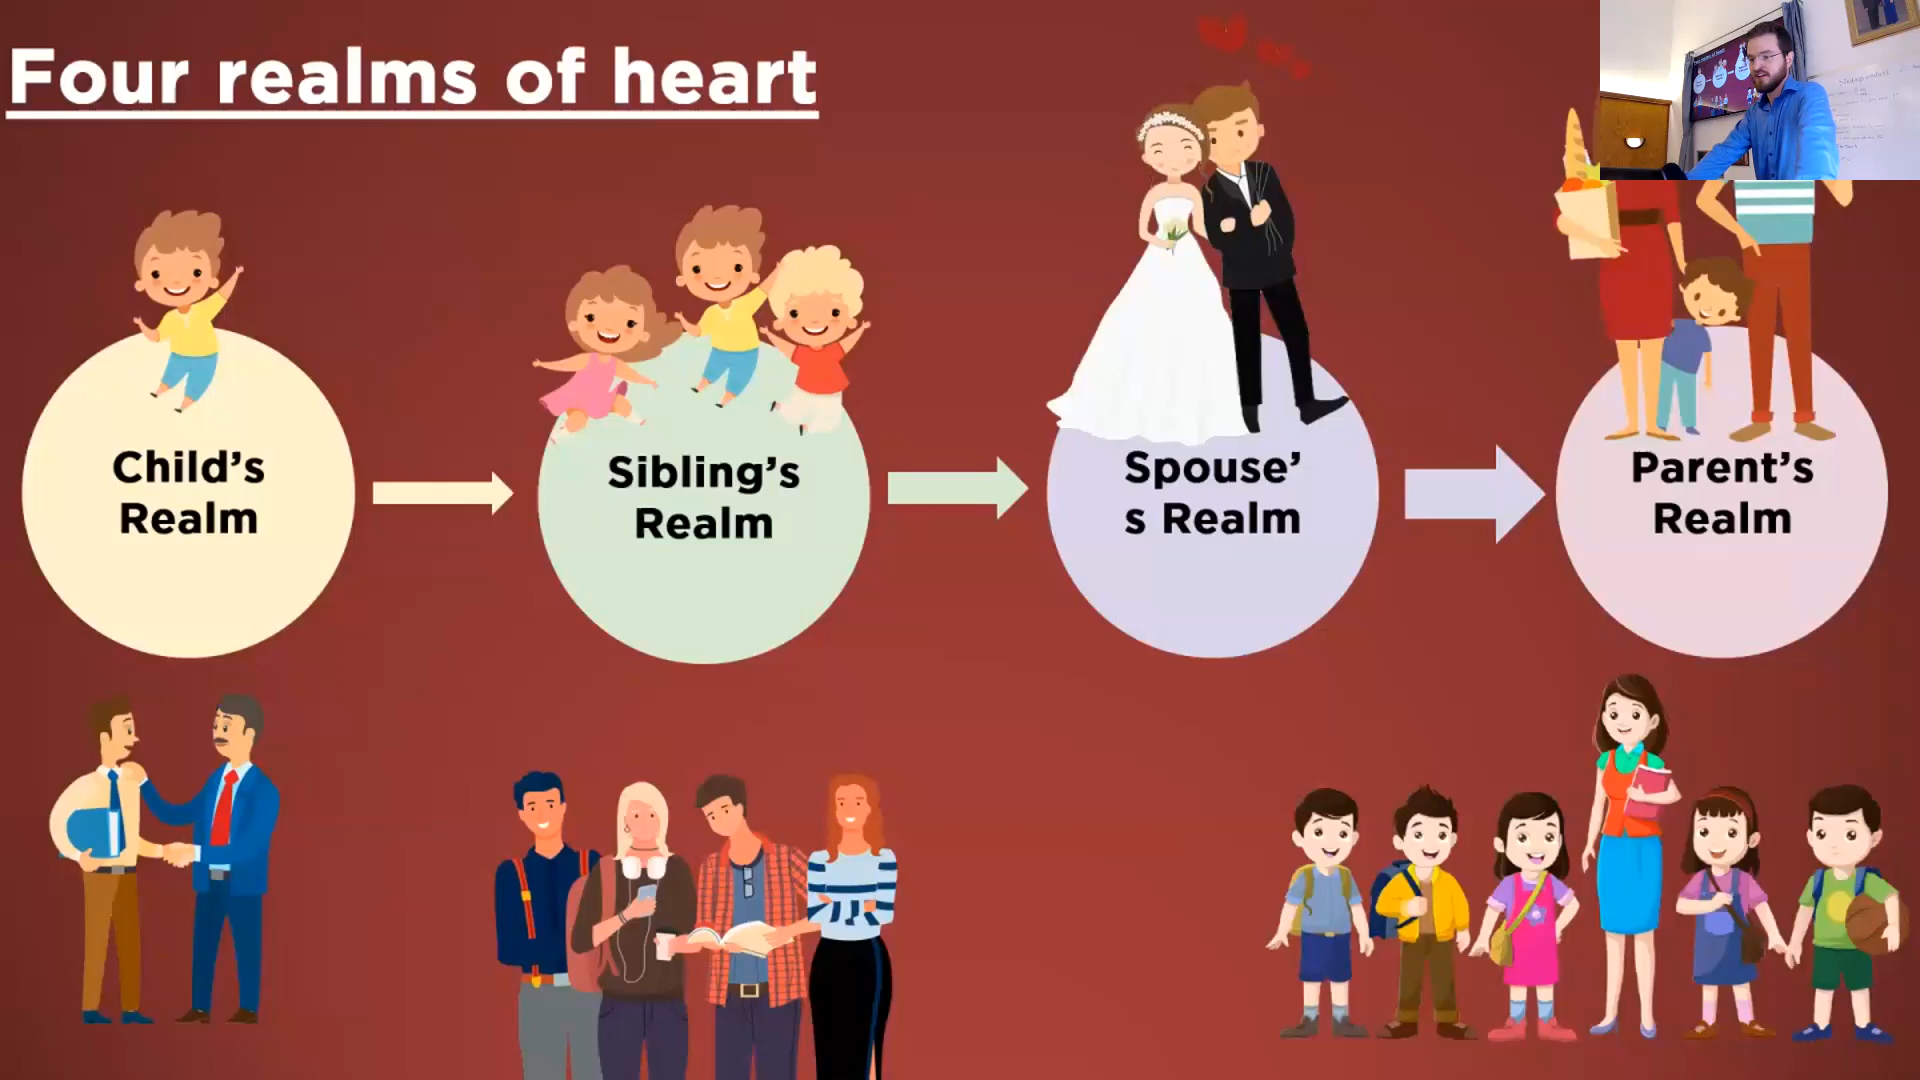 Four realms of heart
Child's
Realm
Sibling's
Realm
Spouse'
s Realm
Parent's
Realm